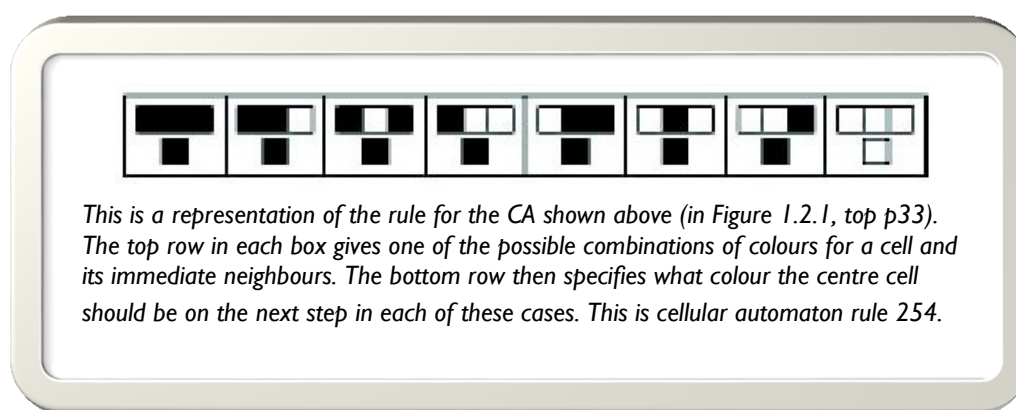 This is a representation of the rule for the CA shown above (in Figure 1.2.1, top p33).
The top row in each box gives one of the possible combinations of colours for a cell and
its immediate neighbours. The bottom row then specifies what colour the centre cell
should be on the next step in each of these cases. This is cellular automaton rule 254.